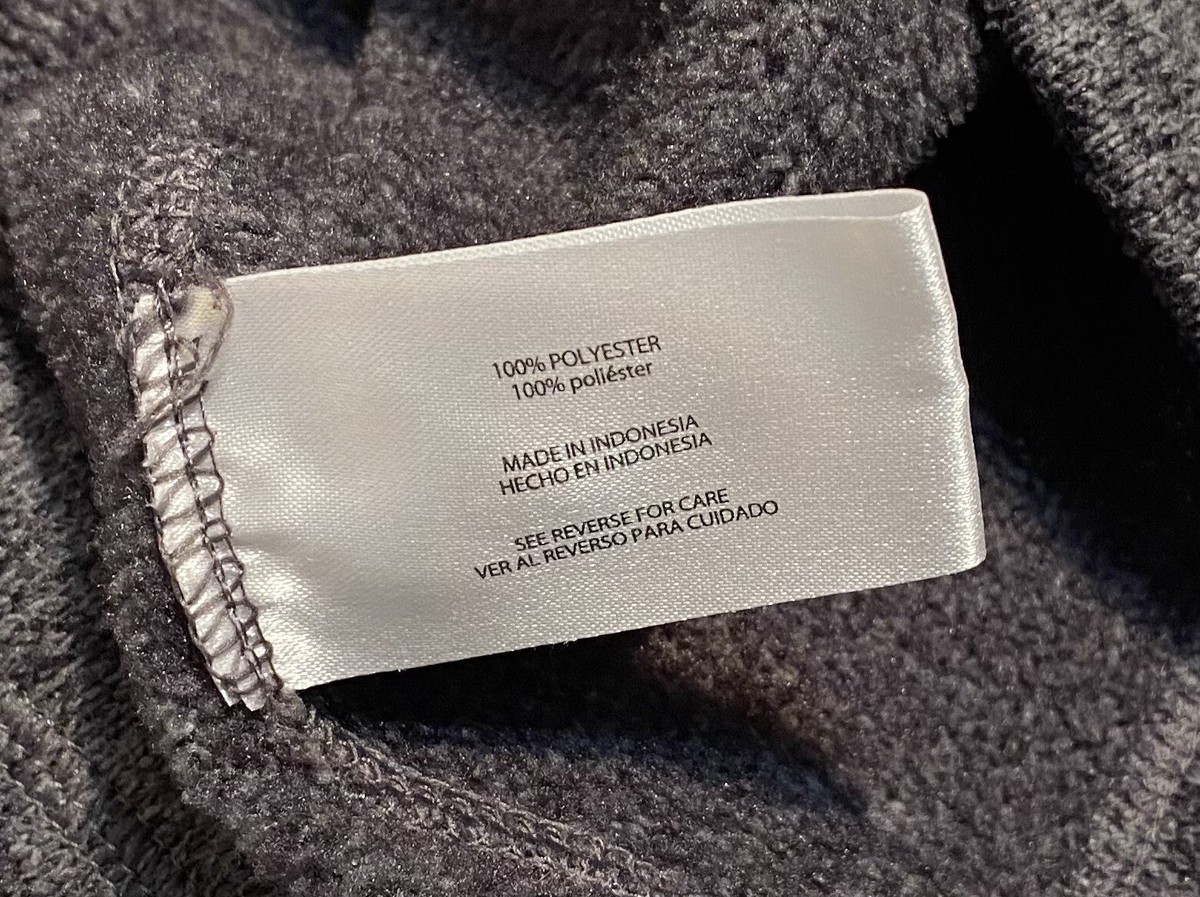 100% POLYESTER
100% poliéster
MADE IN INDONESIA
HECHO EN INDONESIA
SEE REVERSE FOR CARE
VER AL REVERSO PARA CUIDADO